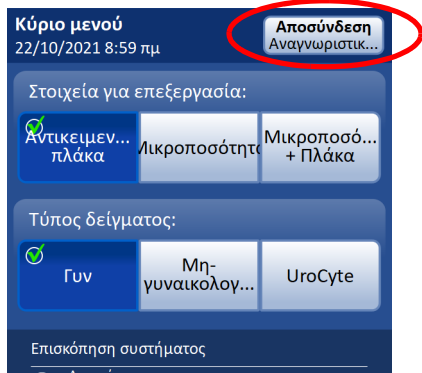 Κύριο μενού
22/10/2021 8:59 πμ
Αποσύνδεση
Αναγνωριστικ...
Στοιχεία για επεξεργασία:
Αντικειμεν...
πλάκα
Μικροποσότητα
Μικροποσό...
+ Πλάκα
Τύπος δείγματος:
Γυν
Μη-
γυναικολογ...
UroCyte
Επισκόπηση συστήματος